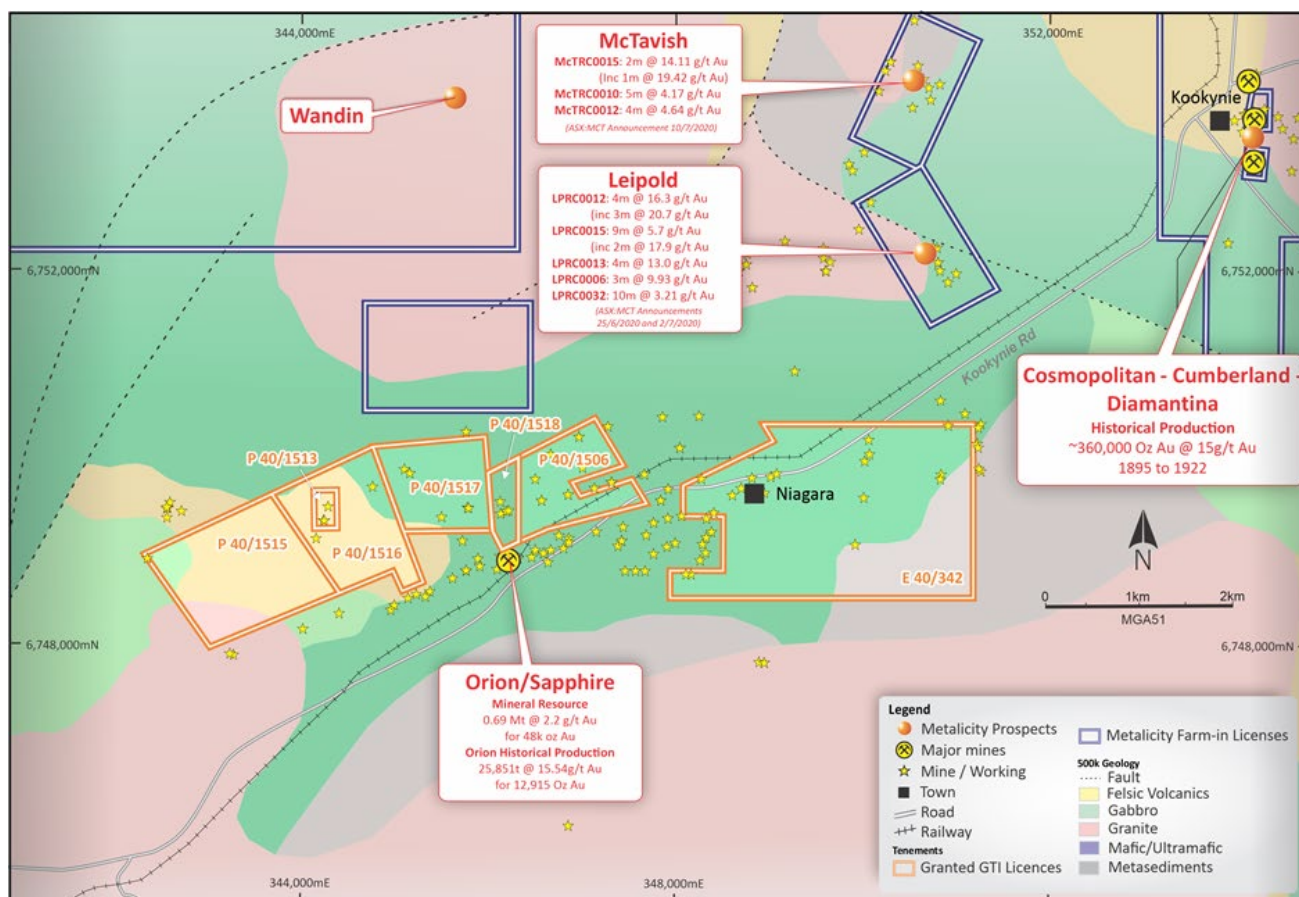 344,000mE
352,000mE
McTavish
McTRC0015: 2m @ 14.11 g/t Au
(Inc 1m @ 19.42 g/t Au)
McTRC0010: 5m @ 4.17 g/t Au
McTRC0012: 4m @ 4.64 g/t Au
(ASX:MCT Announcement 10/7/2020)
Wandin
Kookynie
Leipold
LPRC0012: 4m @ 16.3 g/t Au
(inc 3m @ 20.7 g/t Au
LPRC0015: 9m @ 5.7 g/t Au
(inc 2m @ 17.9 g/t Au
LPRC0013: 4m @ 13.0 g/t Au
LPRC0006: 3m @ 9.93 g/t Au
LPRC0032: 10m @ 3.21 g/t Au
(ASX:MCT Announcements
25/6/2020 and 2/7/2020)
6,752,000mN
6,752,000mN
Kookynie Rd
Cosmopolitan - Cumberland -
Diamantina
Historical Production
~360,000 Oz Au @ 15g/t Au
1895 to 1922
P 40/1518
P 40/1513
P 40/1506
P 40/1517
Niagara
P 40/1515
P 40/1516
E 40/342
N
0 1km 2km
MGA51
6,748,000mN
6,748,000mN
Orion/Sapphire
Mineral Resource
0.69 Mt @ 2.2 g/t Au
for 48k oz Au
Orion Historical Production
25,851t @ 15.54g/t Au
for 12,915 Oz Au
Legend
Metalicity Prospects
Major mines
Mine / Working
Town
Road
Railway
Tenements
Granted GTI Licences
Metalicity Farm-in Licenses
500k Geology
Fault
Felsic Volcanics
Gabbro
Granite
Mafic/Ultramafic
Metasediments
344,000mE
348,000mE